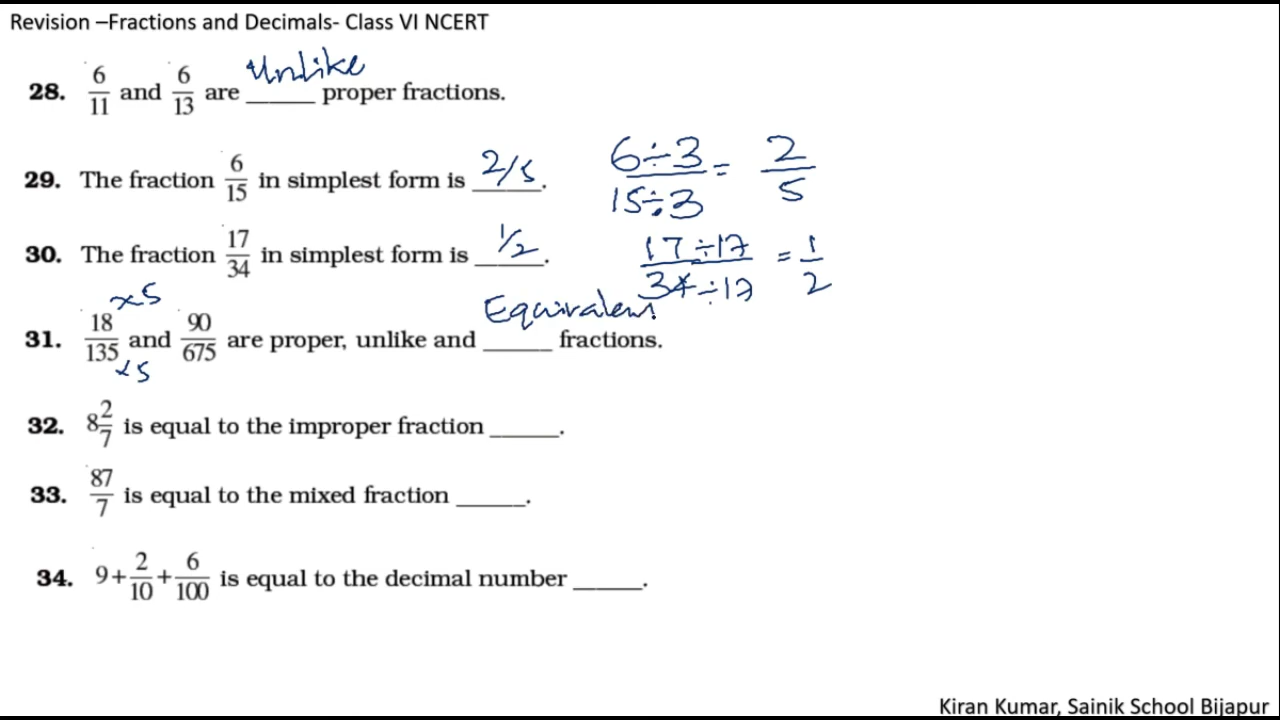 Revision –Fractions and Decimals- Class VI NCERT
28. 6/11 and 6/13 are Unlike proper fractions.
29. The fraction 6/15 in simplest form is 2/5. 6÷3/15÷3 = 2/5
30. The fraction 17/34 in simplest form is 1/2. 17÷17/34÷17 = 1/2
×5
31. 18/135 and 90/675 are proper, unlike and Equivalent fractions.
×5
32. 8 2/7 is equal to the improper fraction _____.
33. 87/7 is equal to the mixed fraction _____.
34. 9+2/10+6/100 is equal to the decimal number _____.
Kiran Kumar, Sainik School Bijapur